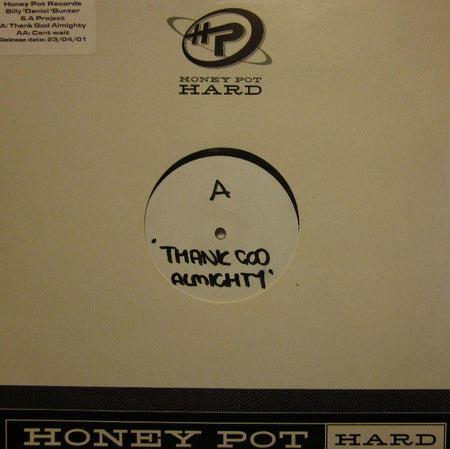 Honey Pot Records
Billy 'Daniel 'Bunter
& A Project
A: Thank God Almighty
AA: Cant wait
Release date: 23/04/01
HP
HONEY POT
HARD
A
'THANK GOD
ALMIGHTY'
HONEY POT HARD